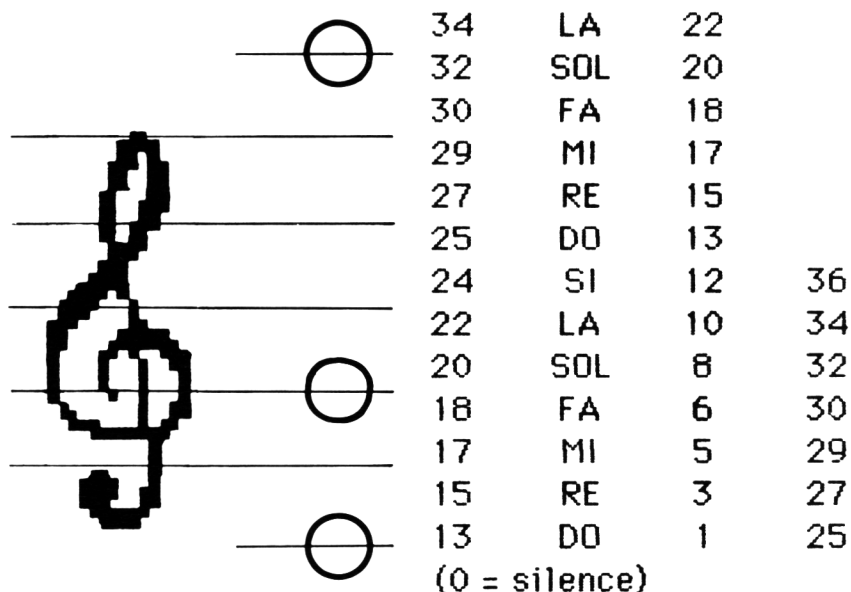 34 LA 22
32 SOL 20
30 FA 18
29 MI 17
27 RE 15
25 DO 13
24 SI 12 36
22 LA 10 34
20 SOL 8 32
18 FA 6 30
17 MI 5 29
15 RE 3 27
13 DO 1 25
(0 = silence)